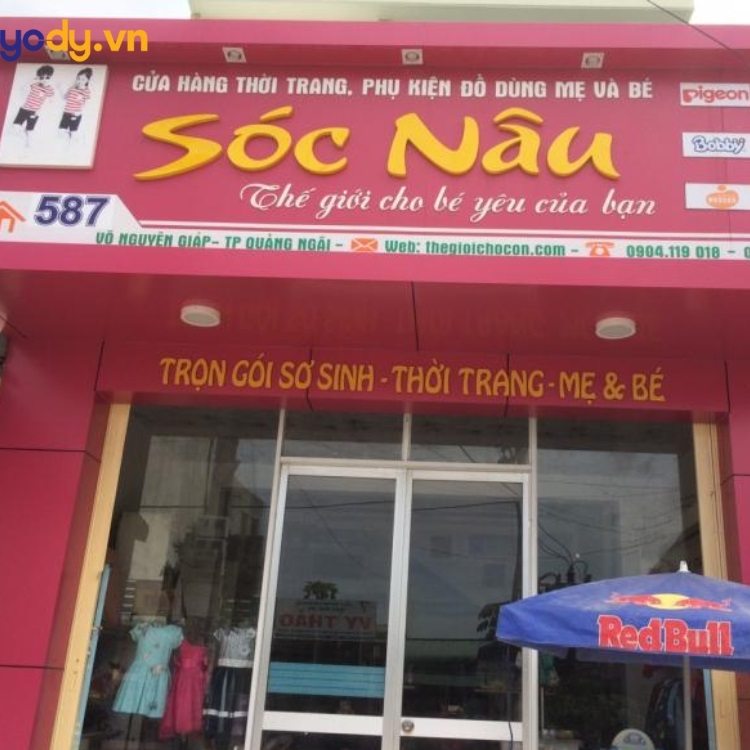 yody.vn
CỬA HÀNG THỜI TRANG, PHỤ KIỆN ĐỒ DÙNG MẸ VÀ BÉ
Sóc Nâu
Thế giới cho bé yêu của bạn
Pigeon
Bobby
587
VÕ NGUYÊN GIÁP- TP QUẢNG NGÃI - Web: thegioichocon.com - 0904.119 018 -
TRỌN GÓI SƠ SINH - THỜI TRANG - MẸ & BÉ
VY THẢO
Red Bull